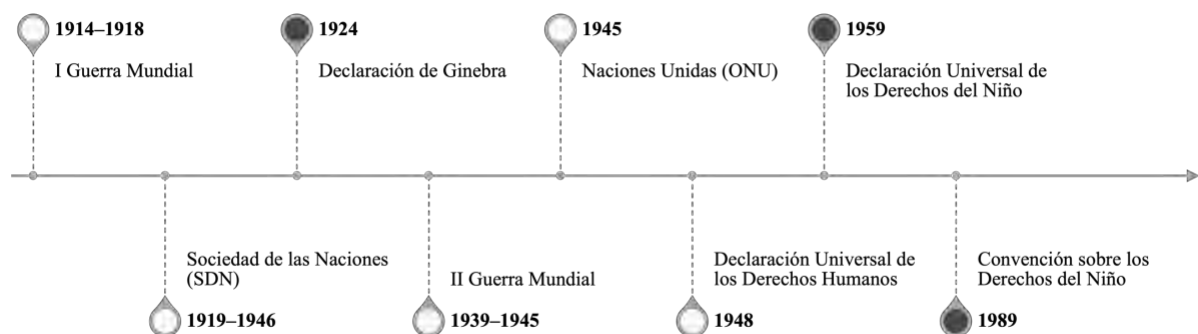 1914–1918
I Guerra Mundial
1924
Declaración de Ginebra
1945
Naciones Unidas (ONU)
1959
Declaración Universal de
los Derechos del Niño
Sociedad de las Naciones
(SDN)
1919–1946
II Guerra Mundial
1939–1945
Declaración Universal de
los Derechos Humanos
1948
Convención sobre los
Derechos del Niño
1989